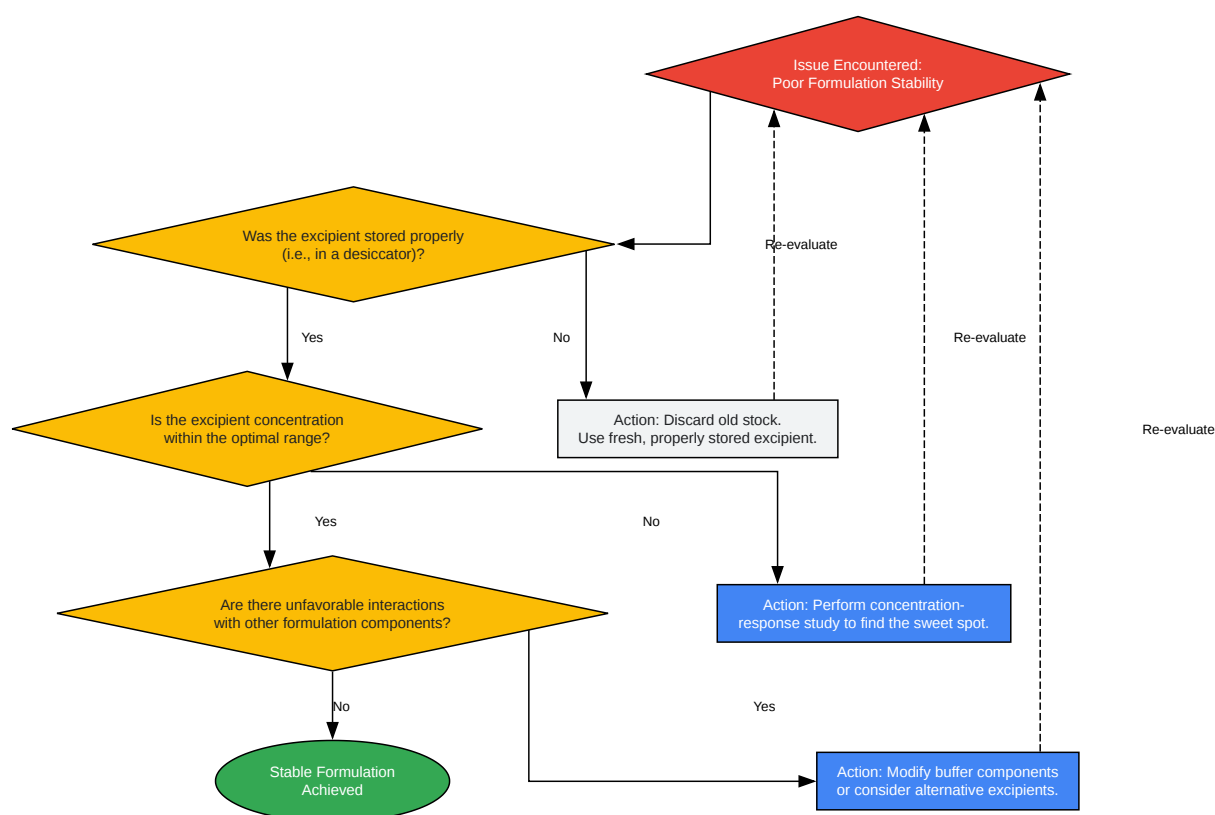 Issue Encountered:
Poor Formulation Stability
Was the excipient stored properly
(i.e., in a desiccator)?
Re-evaluate
Yes
No
Re-evaluate
Is the excipient concentration
within the optimal range?
Action: Discard old stock.
Use fresh, properly stored excipient.
Re-evaluate
Yes
No
Are there unfavorable interactions
with other formulation components?
Action: Perform concentration-
response study to find the sweet spot.
No
Yes
Stable Formulation
Achieved
Action: Modify buffer components
or consider alternative excipients.